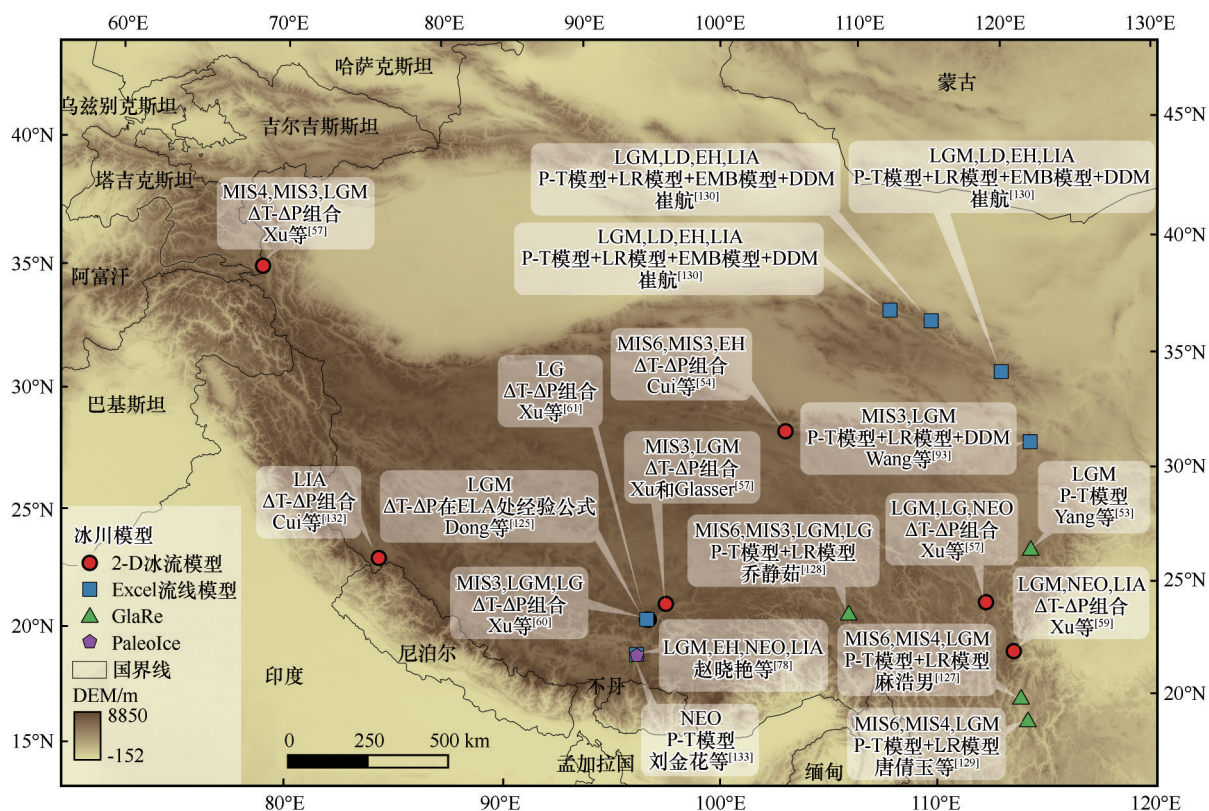 60°E
70°E
80°E
90°E
100°E
110°E
120°E
130°E
哈萨克斯坦
蒙古
乌兹别克斯坦
吉尔吉斯斯坦
45°N
40°N
塔吉克斯坦
LGM,LD,EH,LIA
P-T模型+LR模型+EMB模型+DDM
崔航[130]
LGM,LD,EH,LIA
P-T模型+LR模型+EMB模型+DDM
崔航[130]
MIS4,MIS3,LGM
ΔT-ΔP组合
Xu等[57]
LGM,LD,EH,LIA
P-T模型+LR模型+EMB模型+DDM
崔航[130]
40°N
35°N
阿富汗
MIS6,MIS3,EH
ΔT-ΔP组合
Cui等[54]
35°N
LG
ΔT-ΔP组合
Xu等[61]
30°N
巴基斯坦
MIS3,LGM
P-T模型+LR模型+DDM
Wang等[93]
MIS3,LGM
ΔT-ΔP组合
Xu和Glasser[57]
30°N
LGM
P-T模型
Yang等[53]
LIA
ΔT-ΔP组合
Cui等[132]
LGM
ΔT-ΔP在ELA处经验公式
Dong等[125]
LGM,LG,NEO
ΔT-ΔP组合
Xu等[57]
25°N
MIS6,MIS3,LGM,LG
P-T模型+LR模型
乔静茹[128]
25°N
MIS3,LGM,LG
ΔT-ΔP组合
Xu等[60]
LGM,NEO,LIA
ΔT-ΔP组合
Xu等[59]
20°N
尼泊尔
LGM,EH,NEO,LIA
赵晓艳等[78]
MIS6,MIS4,LGM
P-T模型+LR模型
麻浩男[127]
印度
不丹
20°N
NEO
P-T模型
刘金花等[133]
MIS6,MIS4,LGM
P-T模型+LR模型
唐倩玉等[129]
15°N
孟加拉国
缅甸
15°N
冰川模型
2-D冰流模型
Excel流线模型
GlaRe
PaleoIce
国界线
DEM/m
8850
-152
0
250
500 km
80°E
90°E
100°E
110°E
120°E